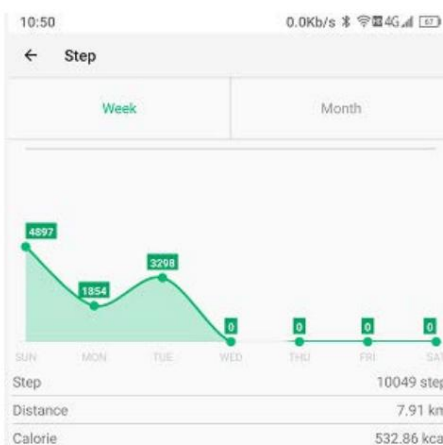 10:50 0.0Kb/s 4G 67
Step
Week Month
4897
3298
1854
0 0 0 0
SUN MON TUE WED THU FRI SAT
Step 10049 step
Distance 7.91 km
Calorie 532.86 kca